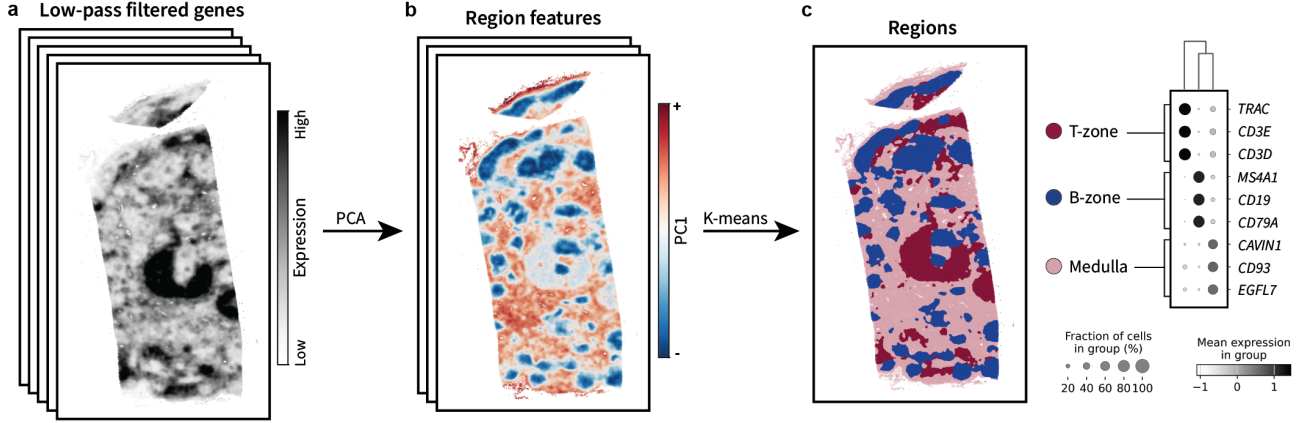 a Low-pass filtered genes
High
Expression
Low
PCA
b Region features
+
PC1
-
K-means
c Regions
T-zone
B-zone
Medulla
TRAC
CD3E
CD3D
MS4A1
CD19
CD79A
CAVIN1
CD93
EGFL7
Fraction of cells
in group (%)
20 40 60 80 100
Mean expression
in group
−1 0 1